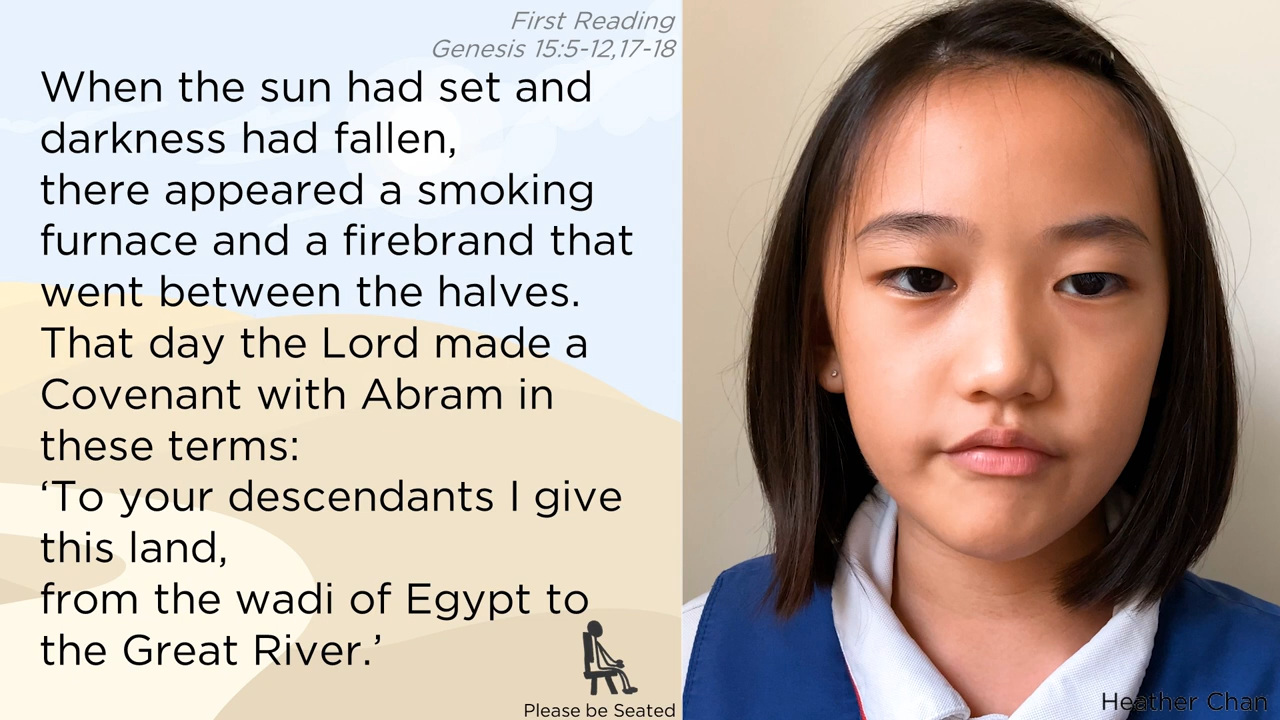 First Reading
Genesis 15:5-12,17-18
When the sun had set and
darkness had fallen,
there appeared a smoking
furnace and a firebrand that
went between the halves.
That day the Lord made a
Covenant with Abram in
these terms:
‘To your descendants I give
this land,
from the wadi of Egypt to
the Great River.’
Please be Seated
Heather Chan